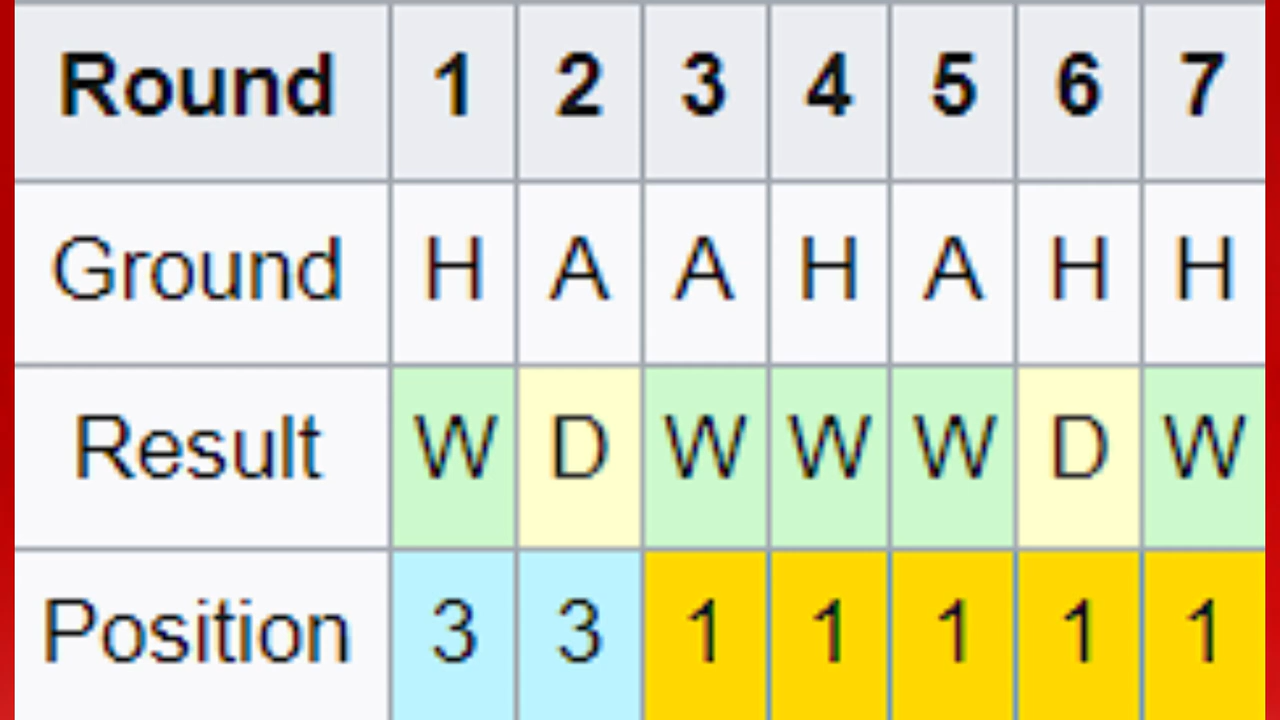 Round 1 2 3 4 5 6 7
Ground H A A H A H H
Result W D W W W D W
Position 3 3 1 1 1 1 1